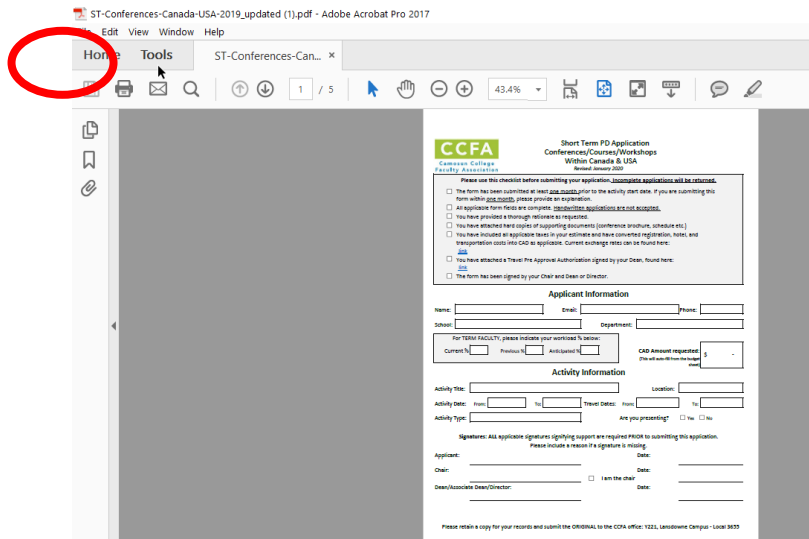 ST-Conferences-Canada-USA-2019_updated (1).pdf - Adobe Acrobat Pro 2017
Edit View Window Help
Home Tools ST-Conferences-Can... ×
1 / 5 43.4%
CCFA
Camosun College
Faculty Association
Short Term PD Application
Conferences/Courses/Workshops
Within Canada & USA
Revised: January 2020
Please use this checklist before submitting your application. Incomplete applications will be returned.
The form has been submitted at least one month prior to the activity start date. If you are submitting this
form within one month, please provide an explanation.
All applicable form fields are complete. Handwritten applications are not accepted.
You have provided a thorough rationale as requested.
You have attached hard copies of supporting documents (conference brochure, schedule etc.)
You have included all applicable taxes in your estimate and have converted registration, hotel, and
transportation costs into CAD as applicable. Current exchange rates can be found here:
link
You have attached a Travel Pre Approval Authorisation signed by your Dean, found here:
link
The form has been signed by your Chair and Dean or Director.
Applicant Information
Name: Email: Phone:
School: Department:
For TERM FACULTY, please indicate your workload % below:
Current % Previous % Anticipated %
CAD Amount requested: $ -
(This will auto-fill from the budget
sheet)
Activity Information
Activity Title: Location:
Activity Date: From: To: Travel Dates: From: To:
Activity Type: Are you presenting? Yes No
Signatures: ALL applicable signatures signifying support are required PRIOR to submitting this application.
Please include a reason if a signature is missing.
Applicant: Date:
Chair: Date:
I am the chair
Dean/Associate Dean/Director: Date:
Please retain a copy for your records and submit the ORIGINAL to the CCFA office: Y221, Lansdowne Campus - Local 3655